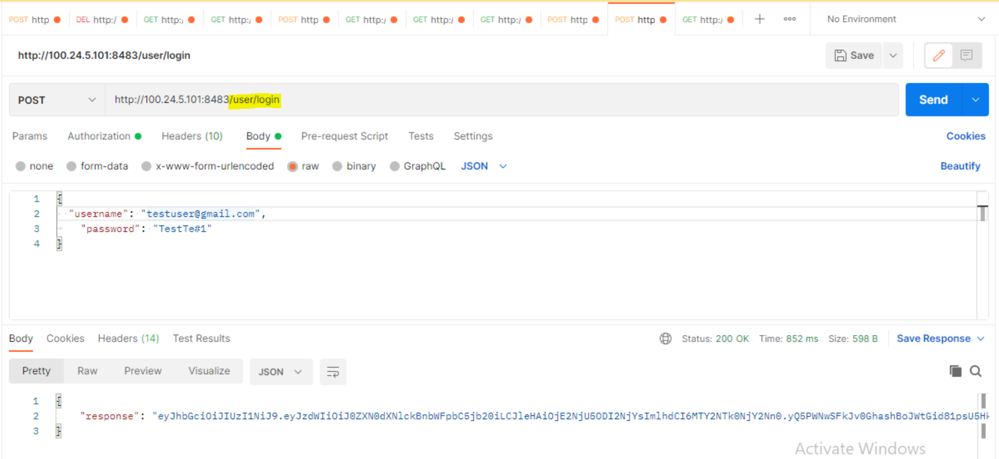 POST http DEL http:/ GET http:/ GET http:/ POST http GET http:/ GET http:/ GET http:/ POST http POST http GET http:/ + ooo No Environment
http://100.24.5.101:8483/user/login Save
POST http://100.24.5.101:8483/user/login Send
Params Authorization Headers (10) Body Pre-request Script Tests Settings Cookies
none form-data x-www-form-urlencoded raw binary GraphQL JSON Beautify
1 {
2 "username": "testuser@gmail.com",
3 "password": "TestTe#1"
4 }
Body Cookies Headers (14) Test Results Status: 200 OK Time: 852 ms Size: 598 B Save Response
Pretty Raw Preview Visualize JSON
1 {
2 "response": "eyJhbGciOiJIUzI1NiJ9.eyJzdWIiOiJ0ZXN0dXNlckBnbWFpbC5jb20iLCJleHAiOjE2NjU5ODI2NjYsImlhdCI6MTY2NTk0NjY2Nn0.yQ5PWNwSFkJv0GhashBoJWtGid81psU5Hk
3 }
Activate Windows